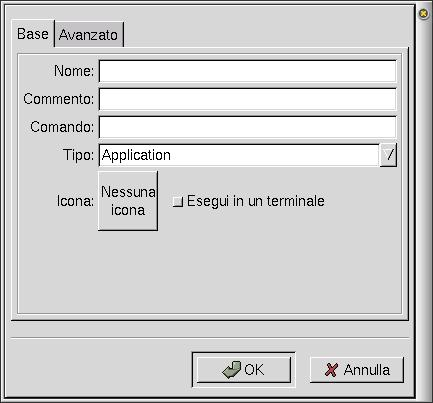 Base Avanzato
Nome:
Commento:
Comando:
Tipo: Application
Icona: Nessuna icona Esegui in un terminale
OK Annulla